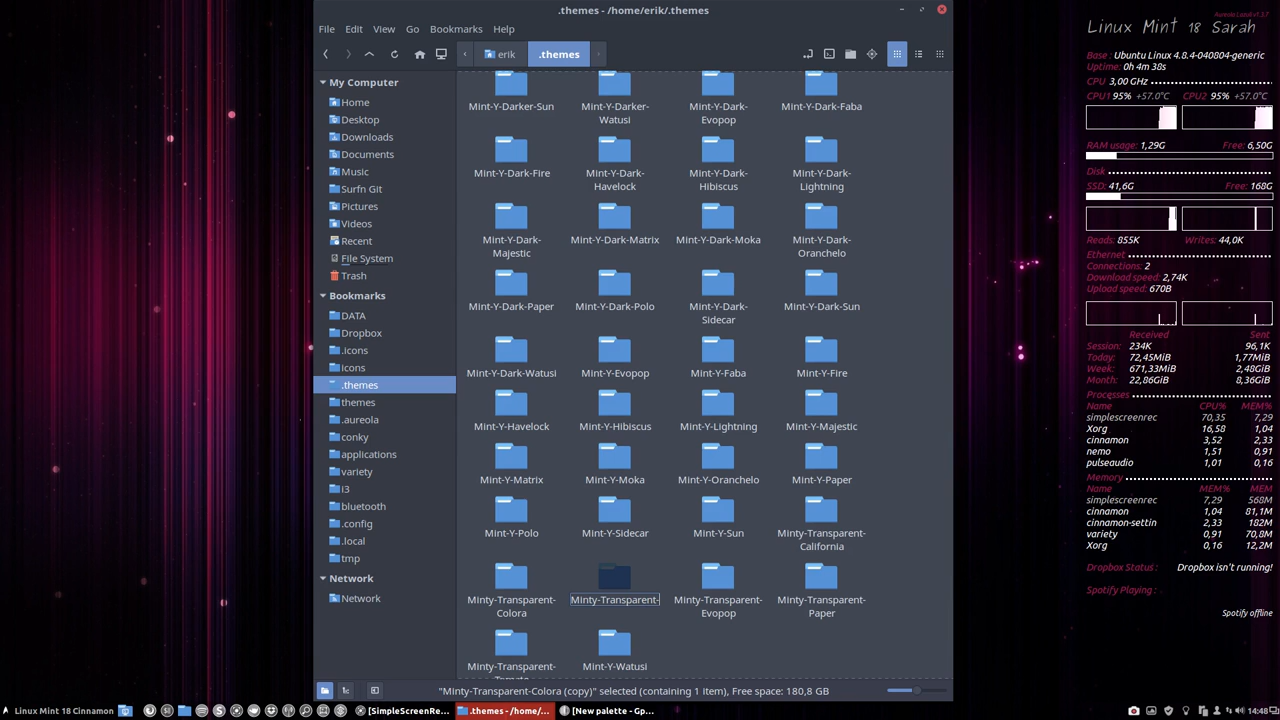 .themes - /home/erik/.themes
File Edit View Go Bookmarks Help
erik .themes
My Computer
Home
Desktop
Downloads
Documents
Music
Surfn Git
Pictures
Videos
Recent
File System
Trash
Bookmarks
DATA
Dropbox
.icons
icons
.themes
themes
.aureola
conky
applications
variety
i3
bluetooth
.config
.local
tmp
Network
Network
Mint-Y-Darker-Sun Mint-Y-Darker- Mint-Y-Dark- Mint-Y-Dark-Faba
Watusi Evopop
Mint-Y-Dark-Fire Mint-Y-Dark- Mint-Y-Dark- Mint-Y-Dark-
Havelock Hibiscus Lightning
Mint-Y-Dark- Mint-Y-Dark-Matrix Mint-Y-Dark-Moka Mint-Y-Dark-
Majestic Oranchelo
Mint-Y-Dark-Paper Mint-Y-Dark-Polo Mint-Y-Dark- Mint-Y-Dark-Sun
Sidecar
Mint-Y-Dark-Watusi Mint-Y-Evopop Mint-Y-Faba Mint-Y-Fire
Mint-Y-Havelock Mint-Y-Hibiscus Mint-Y-Lightning Mint-Y-Majestic
Mint-Y-Matrix Mint-Y-Moka Mint-Y-Oranchelo Mint-Y-Paper
Mint-Y-Polo Mint-Y-Sidecar Mint-Y-Sun Minty-Transparent-
California
Minty-Transparent- Minty-Transparent- Minty-Transparent- Minty-Transparent-
Colora Evopop Paper
Minty-Transparent- Mint-Y-Watusi
Tomato
"Minty-Transparent-Colora (copy)" selected (containing 1 item), Free space: 180,8 GB
Aureola Lazuli v1.3.7
Linux Mint 18 Sarah
Base : Ubuntu Linux 4.8.4-040804-generic
Uptime: 0h 4m 38s
CPU 3,00 GHz
CPU1 95% +57.0°C CPU2 95% +57.0°C
RAM usage: 1,29G Free: 6,50G
Disk
SSD: 41,6G Free: 168G
Reads: 855K Writes: 44,0K
Ethernet
Connections: 2
Download speed: 2,74K
Upload speed: 670B
Received Sent
Session: 234K 96,1K
Today: 72,45MiB 1,77MiB
Week: 671,33MiB 2,48GiB
Month: 22,86GiB 8,36GiB
Processes
Name CPU% MEM%
simplescreenrec 70,35 7,29
Xorg 16,58 1,04
cinnamon 3,52 2,33
nemo 1,51 0,91
pulseaudio 1,01 0,16
Memory
Name MEM% MEM
simplescreenrec 7,29 568M
cinnamon 1,04 81,1M
cinnamon-settin 2,33 182M
variety 0,91 70,8M
Xorg 0,16 12,2M
Dropbox Status : Dropbox isn't running!
Spotify Playing :
Spotify offline
Linux Mint 18 Cinnamon [SimpleScreenRe... .themes - /home/... [New palette - Gp... 14:48